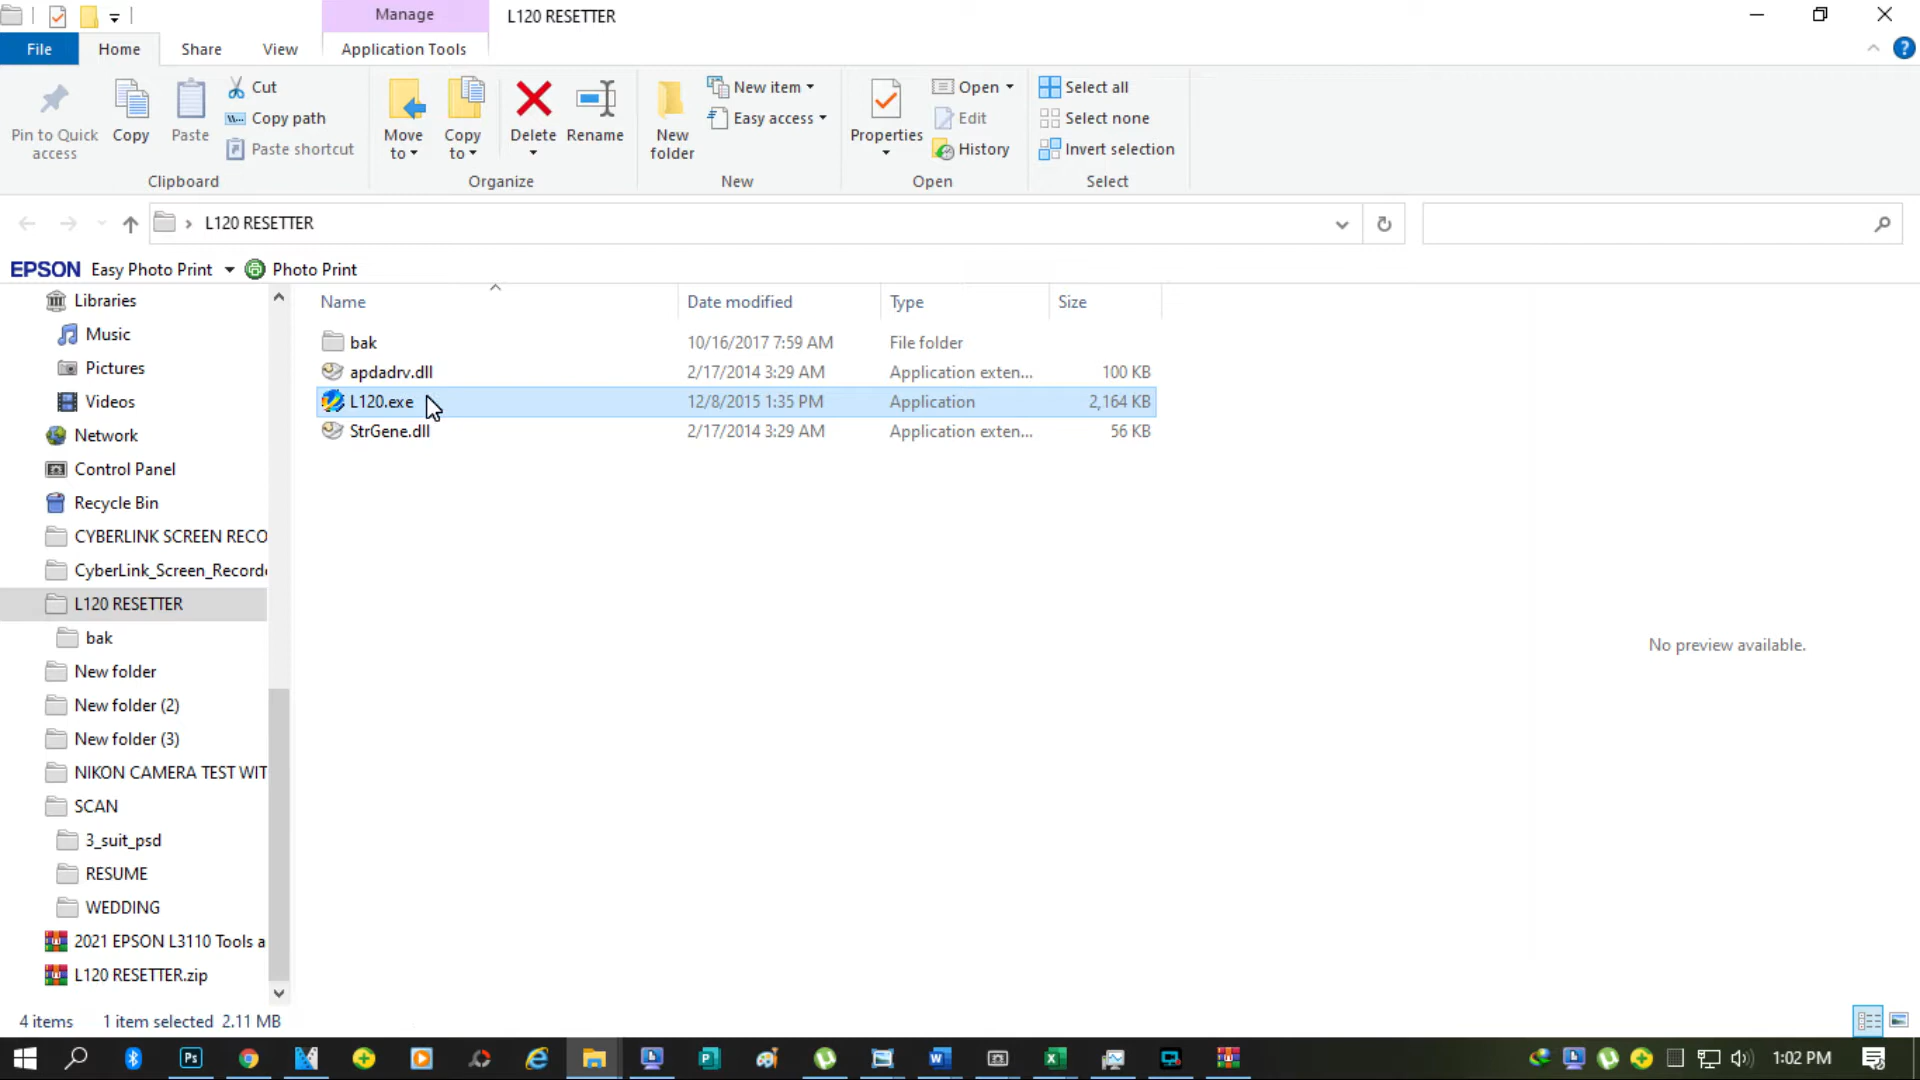 Manage
L120 RESETTER
File
Home
Share
View
Application Tools
Pin to Quick access
Copy
Paste
Cut
Copy path
Paste shortcut
Clipboard
Move to
Copy to
Delete
Rename
Organize
New folder
New item
Easy access
New
Properties
Open
Edit
History
Open
Select all
Select none
Invert selection
Select
L120 RESETTER
EPSON Easy Photo Print Photo Print
Libraries
Music
Pictures
Videos
Network
Control Panel
Recycle Bin
CYBERLINK SCREEN RECO
CyberLink_Screen_Recorde
L120 RESETTER
bak
New folder
New folder (2)
New folder (3)
NIKON CAMERA TEST WIT
SCAN
3_suit_psd
RESUME
WEDDING
2021 EPSON L3110 Tools a
L120 RESETTER.zip
Name Date modified Type Size
bak 10/16/2017 7:59 AM File folder
apdadrv.dll 2/17/2014 3:29 AM Application exten... 100 KB
L120.exe 12/8/2015 1:35 PM Application 2,164 KB
StrGene.dll 2/17/2014 3:29 AM Application exten... 56 KB
No preview available.
4 items 1 item selected 2.11 MB
1:02 PM